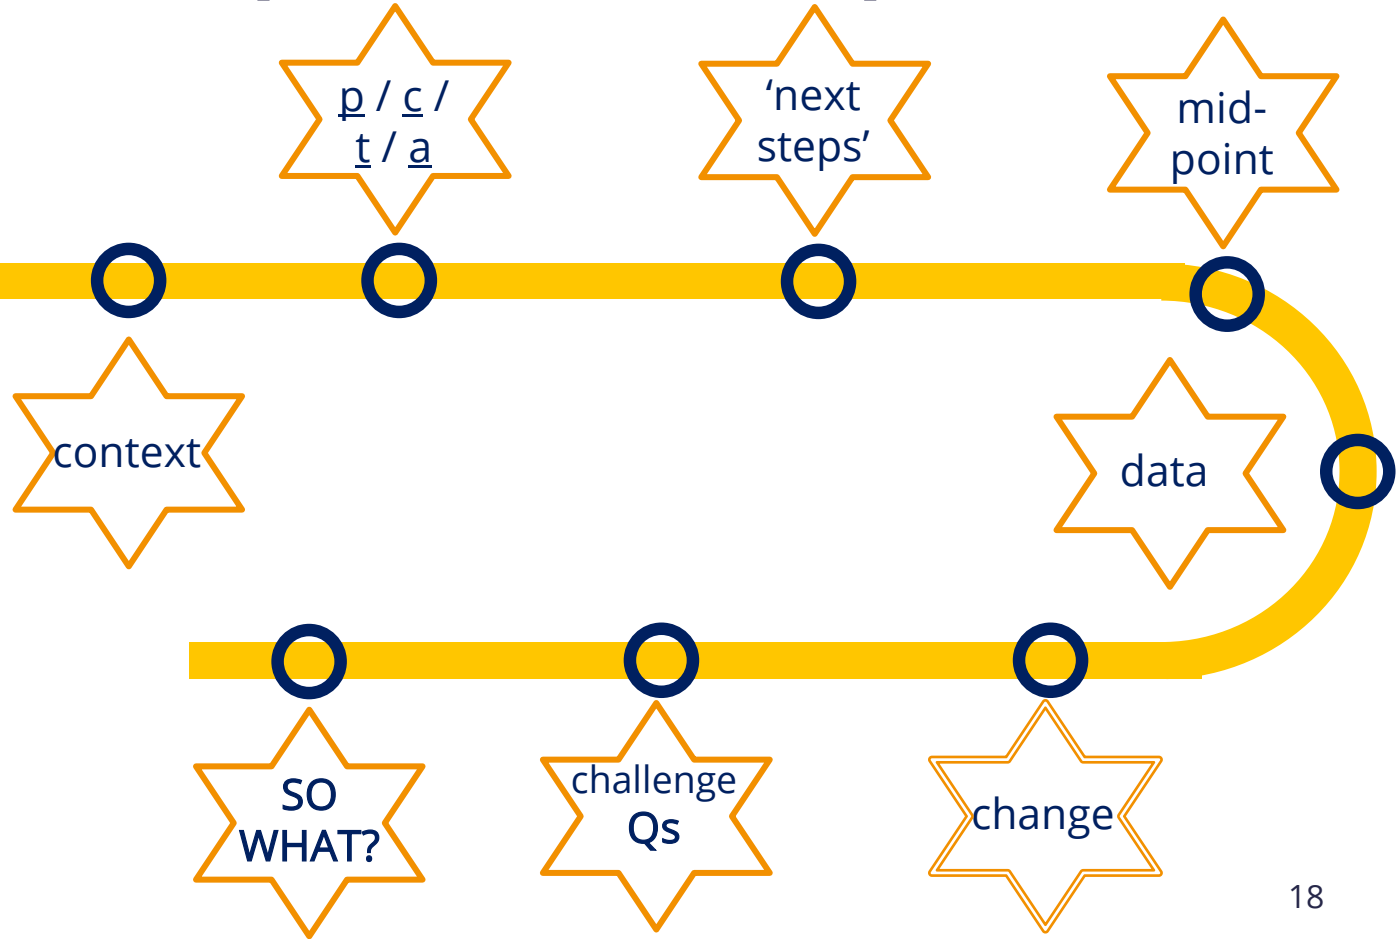 p / c /
t / a
‘next
steps’
mid-
point
context
data
SO
WHAT?
challenge
Qs
change
18